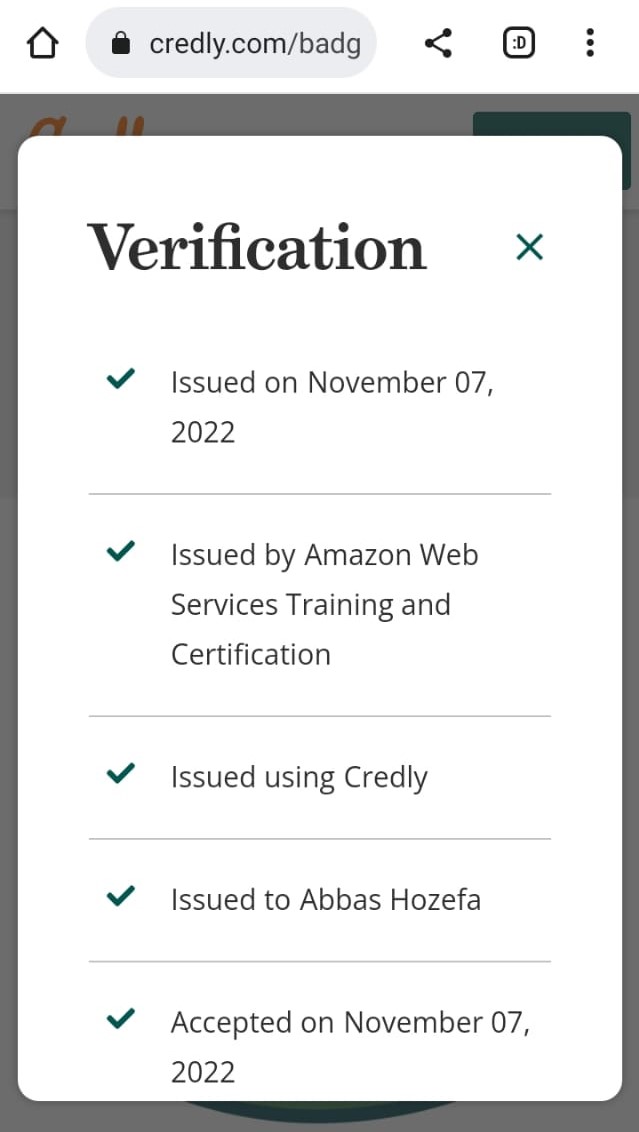 credly.com/badg
:D
Verification
Issued on November 07,
2022
Issued by Amazon Web
Services Training and
Certification
Issued using Credly
Issued to Abbas Hozefa
Accepted on November 07,
2022